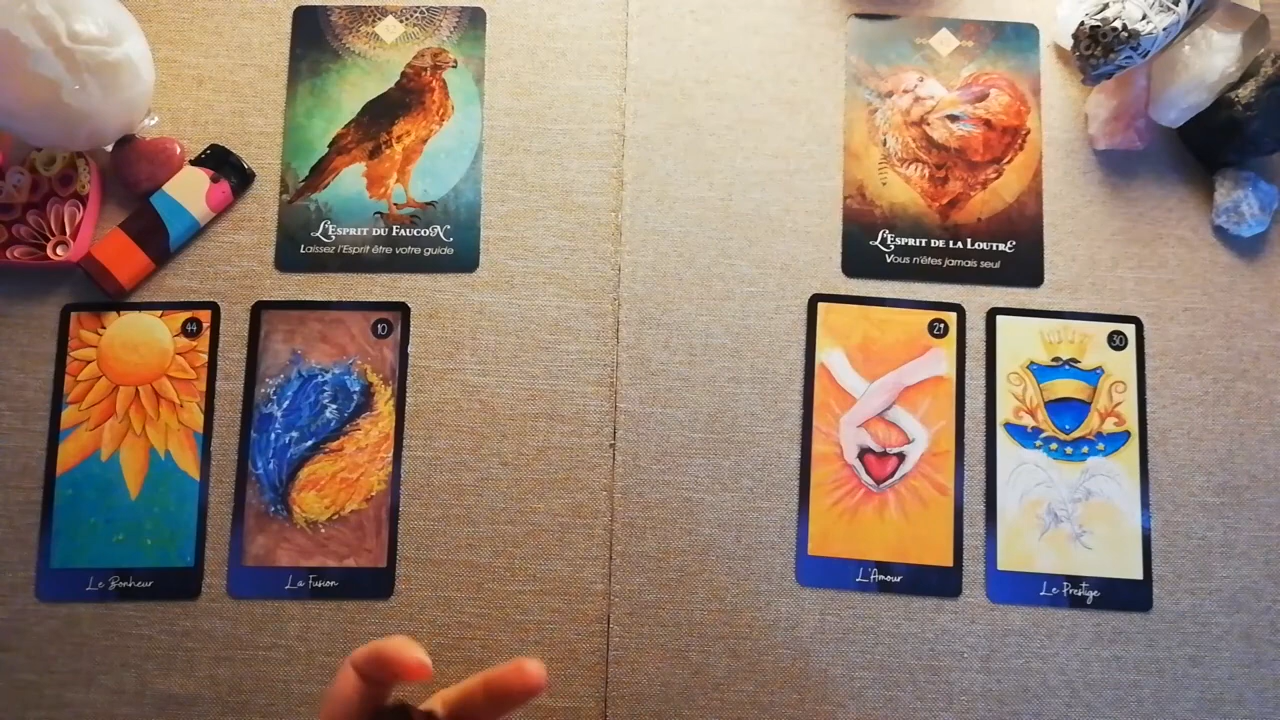 L'Esprit du Faucon
Laissez l'Esprit être votre guide
L'Esprit de la Loutre
Vous n'êtes jamais seul
44
Le Bonheur
10
La Fusion
29
L'Amour
30
Le Prestige